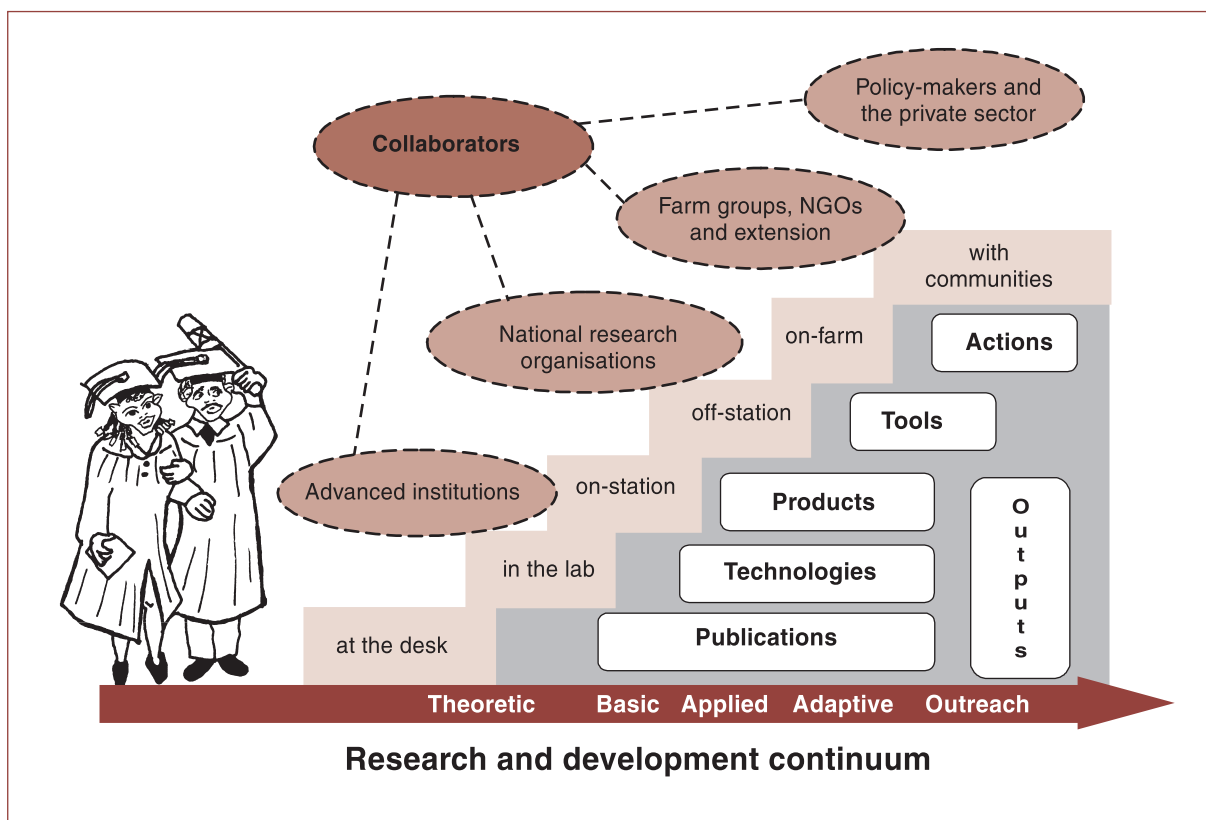 Policy-makers and
the private sector
Collaborators
Farm groups, NGOs
and extension
with
communities
National research
organisations
on-farm
Actions
off-station
Tools
Advanced institutions
on-station
Products
Outputs
in the lab
Technologies
at the desk
Publications
Theoretic Basic Applied Adaptive Outreach
Research and development continuum